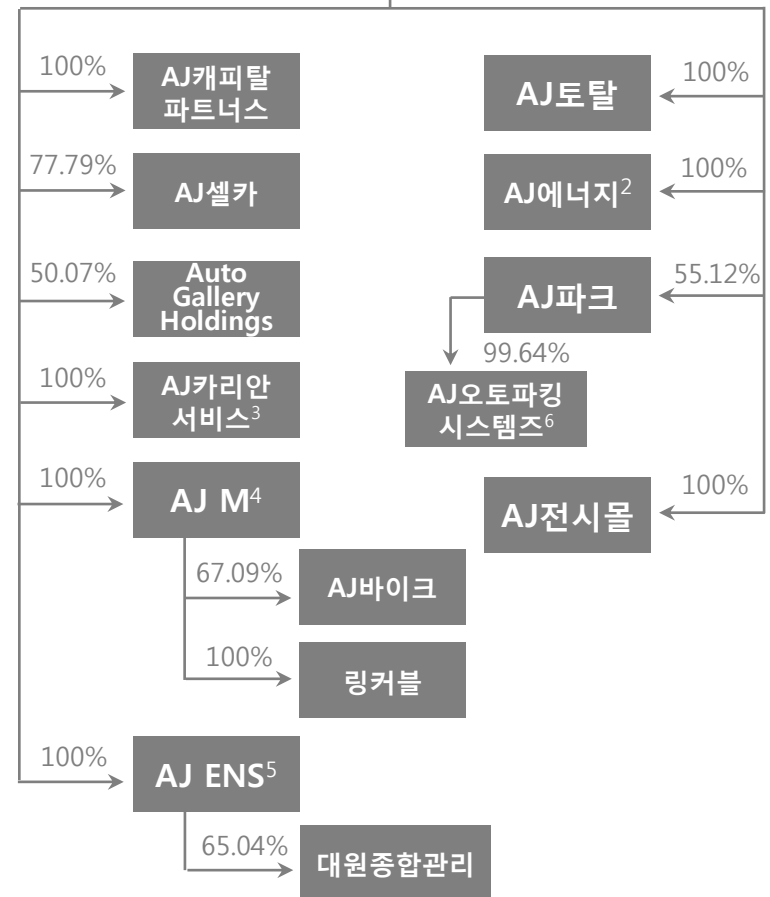 100%
AJ캐피탈
파트너스
77.79%
AJ셀카
50.07%
Auto
Gallery
Holdings
100%
AJ카리안
서비스3
100%
AJ M4
67.09%
AJ바이크
100%
링커블
100%
AJ ENS5
65.04%
대원종합관리
AJ토탈
100%
AJ에너지2
100%
AJ파크
55.12%
99.64%
AJ오토파킹
시스템즈6
AJ전시몰
100%